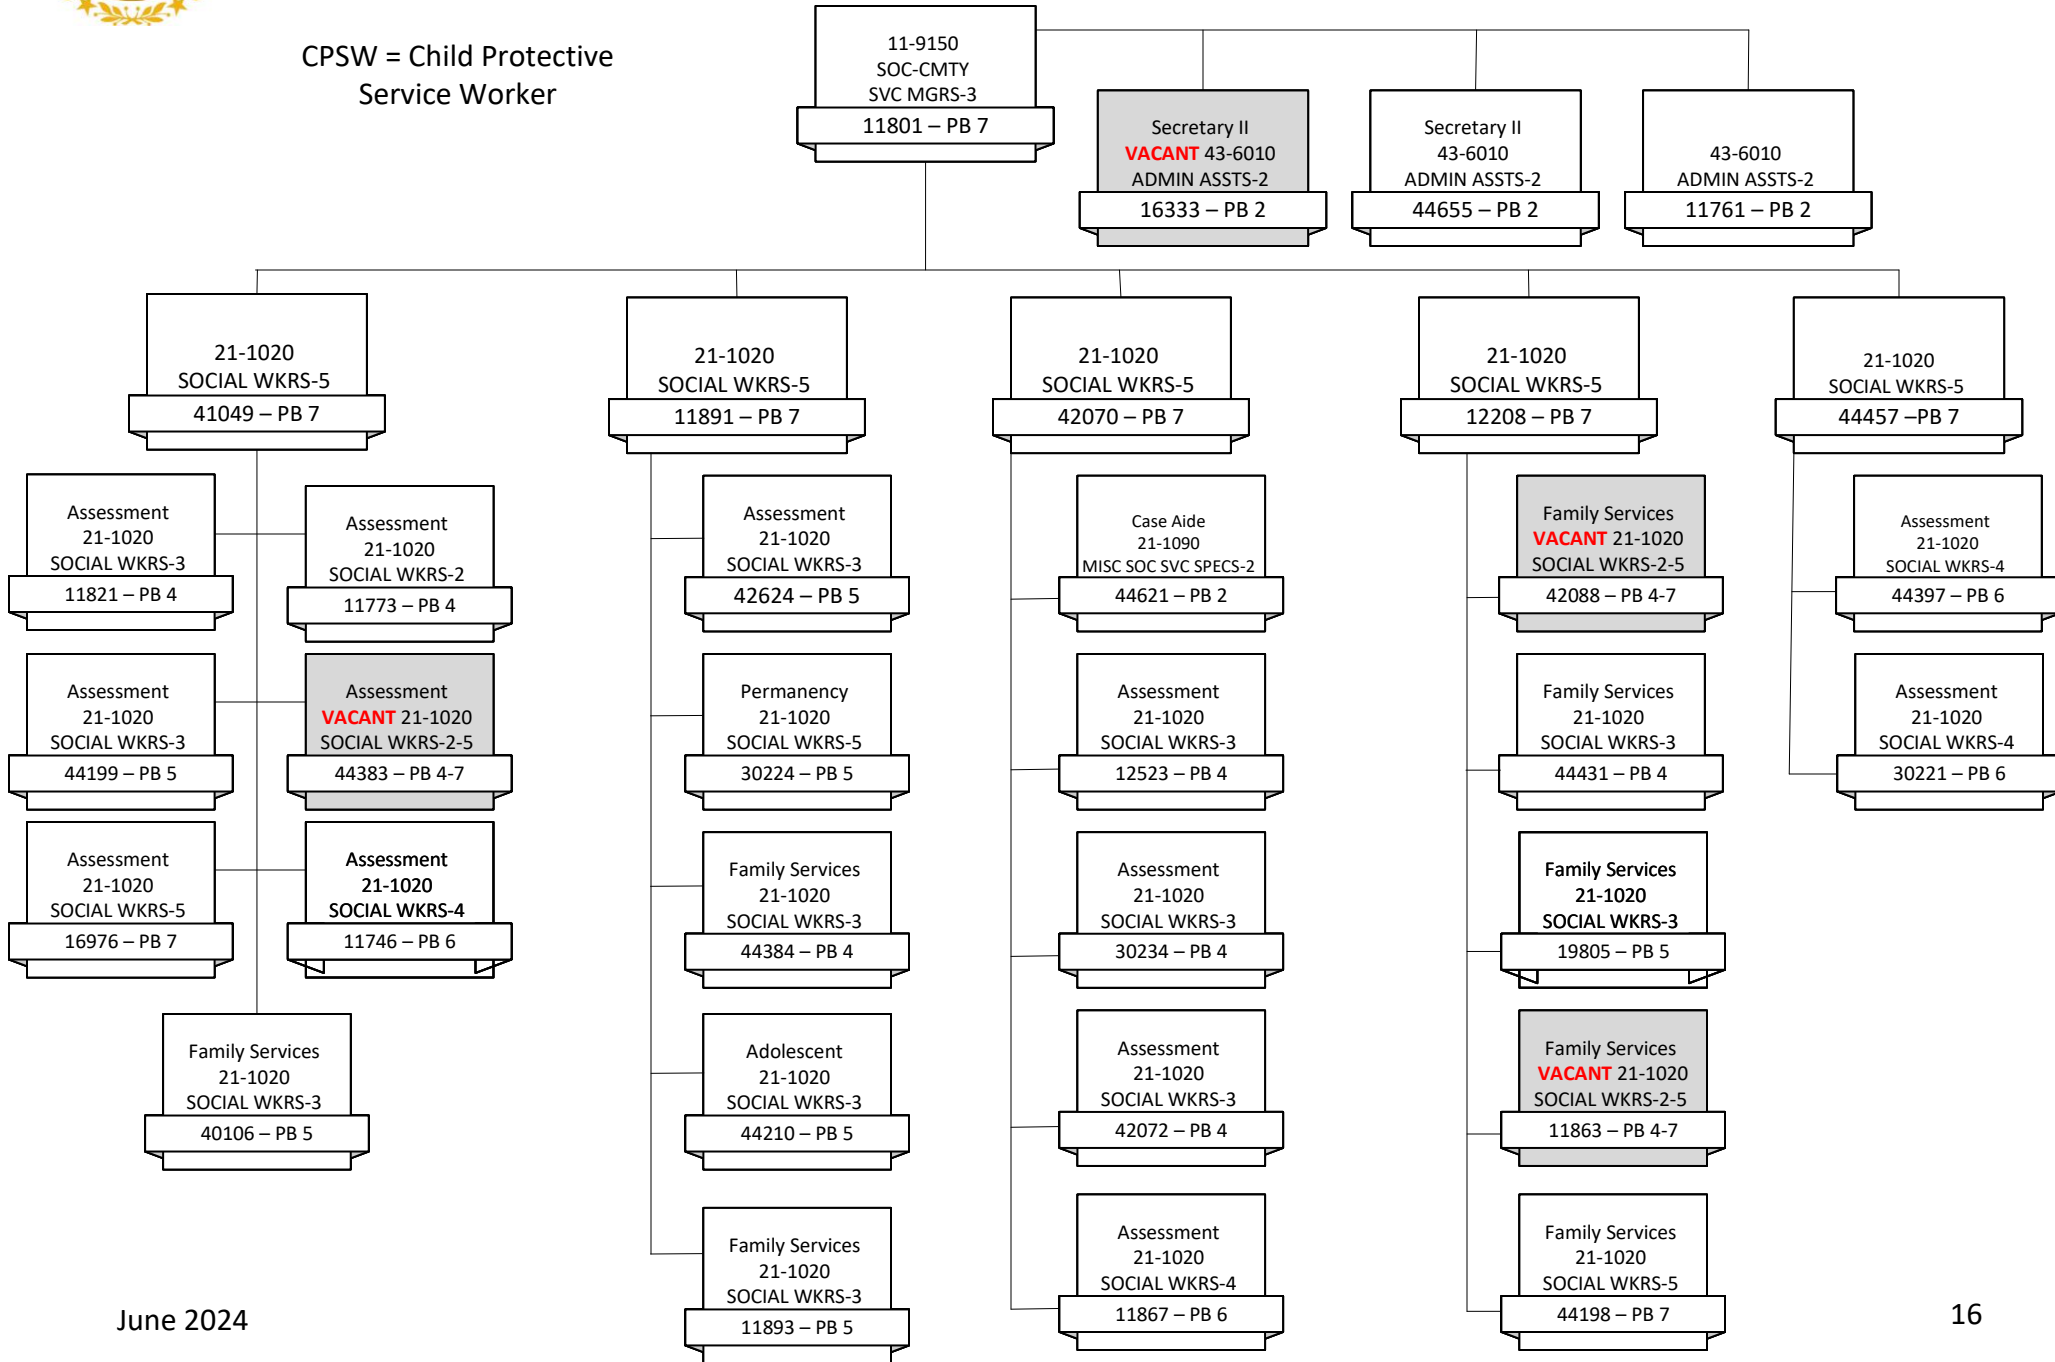 CPSW = Child Protective
Service Worker
11-9150
SOC-CMTY
SVC MGRS-3
11801 – PB 7
Secretary II
VACANT 43-6010
ADMIN ASSTS-2
16333 – PB 2
Secretary II
43-6010
ADMIN ASSTS-2
44655 – PB 2
43-6010
ADMIN ASSTS-2
11761 – PB 2
21-1020
SOCIAL WKRS-5
41049 – PB 7
21-1020
SOCIAL WKRS-5
11891 – PB 7
21-1020
SOCIAL WKRS-5
42070 – PB 7
21-1020
SOCIAL WKRS-5
12208 – PB 7
21-1020
SOCIAL WKRS-5
44457 –PB 7
Assessment
21-1020
SOCIAL WKRS-3
11821 – PB 4
Assessment
21-1020
SOCIAL WKRS-2
11773 – PB 4
Assessment
21-1020
SOCIAL WKRS-3
44199 – PB 5
Assessment
VACANT 21-1020
SOCIAL WKRS-2-5
44383 – PB 4-7
Assessment
21-1020
SOCIAL WKRS-5
16976 – PB 7
Assessment
21-1020
SOCIAL WKRS-4
11746 – PB 6
Family Services
21-1020
SOCIAL WKRS-3
40106 – PB 5
Assessment
21-1020
SOCIAL WKRS-3
42624 – PB 5
Permanency
21-1020
SOCIAL WKRS-5
30224 – PB 5
Family Services
21-1020
SOCIAL WKRS-3
44384 – PB 4
Adolescent
21-1020
SOCIAL WKRS-3
44210 – PB 5
Family Services
21-1020
SOCIAL WKRS-3
11893 – PB 5
Case Aide
21-1090
MISC SOC SVC SPECS-2
44621 – PB 2
Assessment
21-1020
SOCIAL WKRS-3
12523 – PB 4
Assessment
21-1020
SOCIAL WKRS-3
30234 – PB 4
Assessment
21-1020
SOCIAL WKRS-3
42072 – PB 4
Assessment
21-1020
SOCIAL WKRS-4
11867 – PB 6
Family Services
VACANT 21-1020
SOCIAL WKRS-2-5
42088 – PB 4-7
Family Services
21-1020
SOCIAL WKRS-3
44431 – PB 4
Family Services
21-1020
SOCIAL WKRS-3
19805 – PB 5
Family Services
VACANT 21-1020
SOCIAL WKRS-2-5
11863 – PB 4-7
Family Services
21-1020
SOCIAL WKRS-5
44198 – PB 7
Assessment
21-1020
SOCIAL WKRS-4
44397 – PB 6
Assessment
21-1020
SOCIAL WKRS-4
30221 – PB 6
June 2024
16